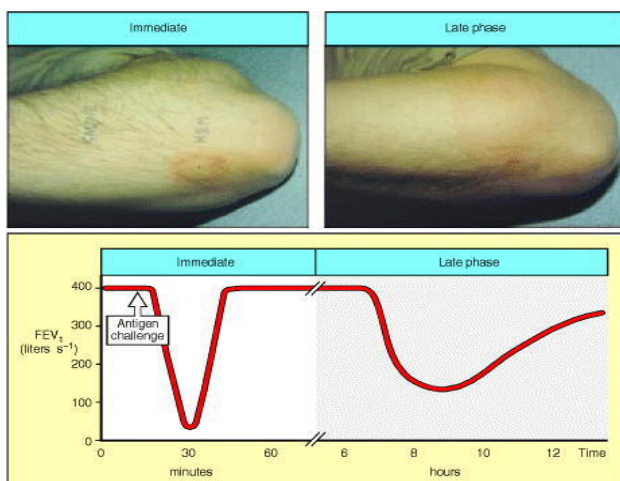 Immediate
Late phase
HDM
Immediate
Late phase
400
300
200
100
0
FEV1
(liters s⁻¹)
Antigen
challenge
0
30
60
minutes
6
8
10
12
Time
hours